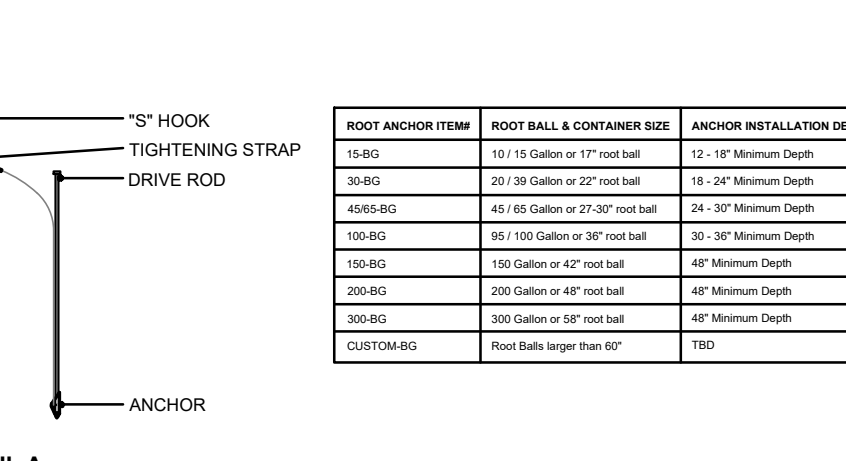 "S" HOOK
TIGHTENING STRAP
DRIVE ROD
ANCHOR
ROOT ANCHOR ITEM# ROOT BALL & CONTAINER SIZE ANCHOR INSTALLATION DE
15-BG 10 / 15 Gallon or 17" root ball 12 - 18" Minimum Depth
30-BG 20 / 39 Gallon or 22" root ball 18 - 24" Minimum Depth
45/65-BG 45 / 65 Gallon or 27-30" root ball 24 - 30" Minimum Depth
100-BG 95 / 100 Gallon or 36" root ball 30 - 36" Minimum Depth
150-BG 150 Gallon or 42" root ball 48" Minimum Depth
200-BG 200 Gallon or 48" root ball 48" Minimum Depth
300-BG 300 Gallon or 58" root ball 48" Minimum Depth
CUSTOM-BG Root Balls larger than 60" TBD